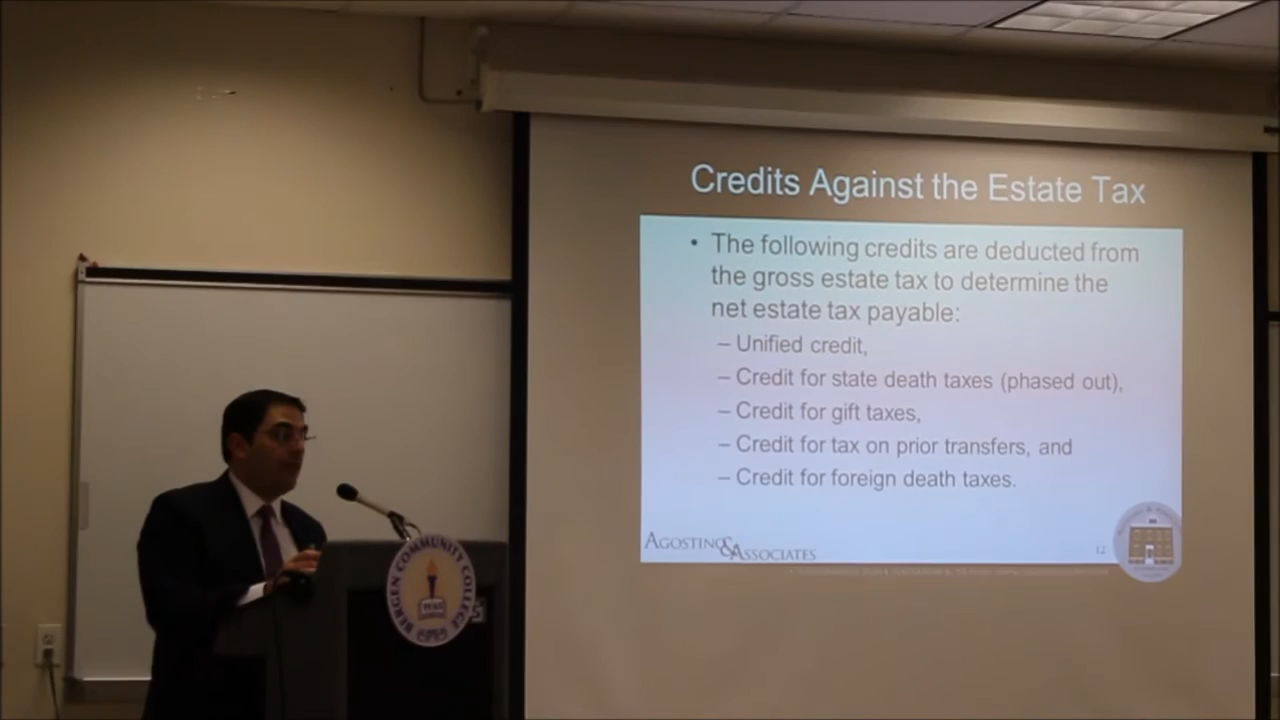 Credits Against the Estate Tax
• The following credits are deducted from
the gross estate tax to determine the
net estate tax payable:
– Unified credit,
– Credit for state death taxes (phased out),
– Credit for gift taxes,
– Credit for tax on prior transfers, and
– Credit for foreign death taxes.
AGOSTINO & ASSOCIATES
12
BERGEN COMMUNITY COLLEGE